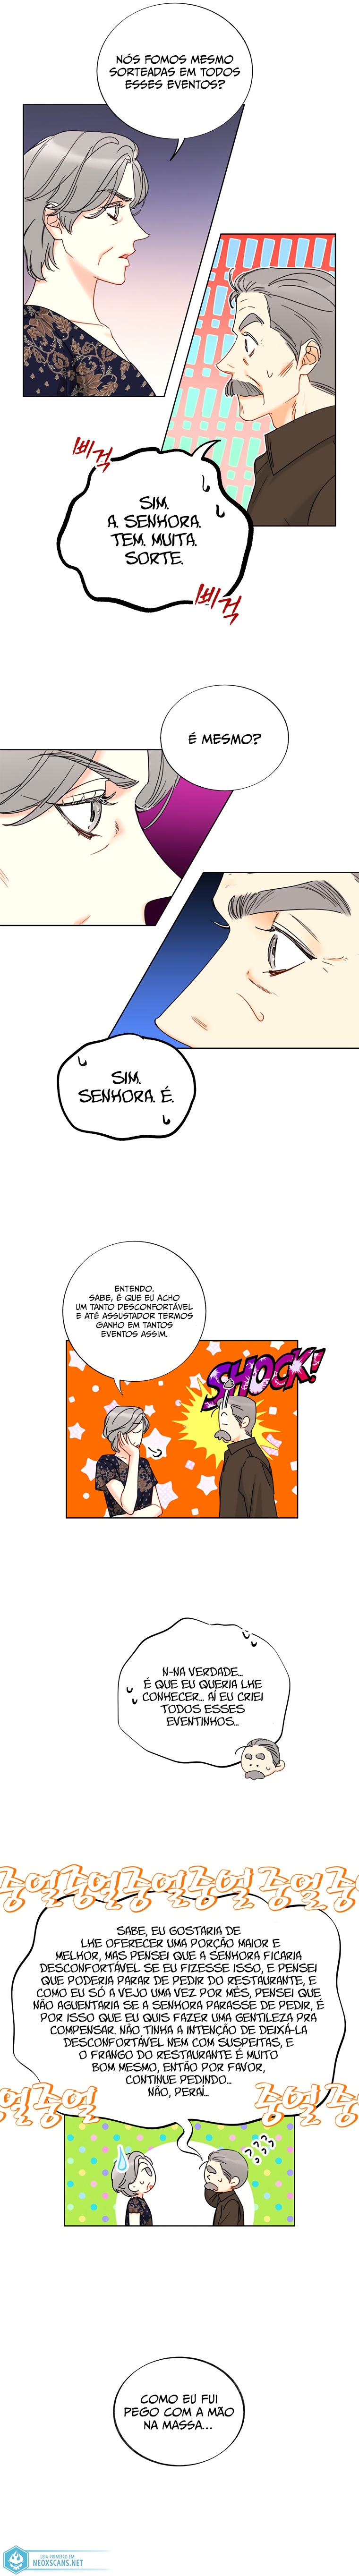 NÓS FOMOS MESMO
SORTEADAS EM TODOS
ESSES EVENTOS?
삐걱
SIM.
A. SENHORA.
TEM. MUITA.
SORTE.
삐걱
É MESMO?
SIM.
SENHORA. É.
ENTENDO.
SABE, É QUE EU ACHO
UM TANTO DESCONFORTÁVEL
E ATÉ ASSUSTADOR TERMOS
GANHO EM TANTOS
EVENTOS ASSIM.
SHOCK!
N-NA VERDADE...
É QUE EU QUERIA LHE
CONHECER... AÍ EU CRIEI
TODOS ESSES
EVENTINHOS...
중얼중얼중얼중얼중얼중
SABE, EU GOSTARIA DE
LHE OFERECER UMA PORÇÃO MAIOR E
MELHOR, MAS PENSEI QUE A SENHORA FICARIA
DESCONFORTÁVEL SE EU FIZESSE ISSO, E PENSEI
QUE PODERIA PARAR DE PEDIR DO RESTAURANTE, E
COMO EU SÓ A VEJO UMA VEZ POR MÊS, PENSEI QUE
NÃO AGUENTARIA SE A SENHORA PARASSE DE PEDIR, É
POR ISSO QUE EU QUIS FAZER UMA GENTILEZA PRA
COMPENSAR. NÃO TINHA A INTENÇÃO DE DEIXÁ-LA
DESCONFORTÁVEL NEM COM SUSPEITAS, E
O FRANGO DO RESTAURANTE É MUITO
BOM MESMO, ENTÃO POR FAVOR,
CONTINUE PEDINDO...
NÃO, PERAÍ...
얼중얼 중얼중
???
COMO EU FUI
PEGO COM A MÃO
NA MASSA...
LEIA PRIMEIRO EM
NEOXSCANS.NET